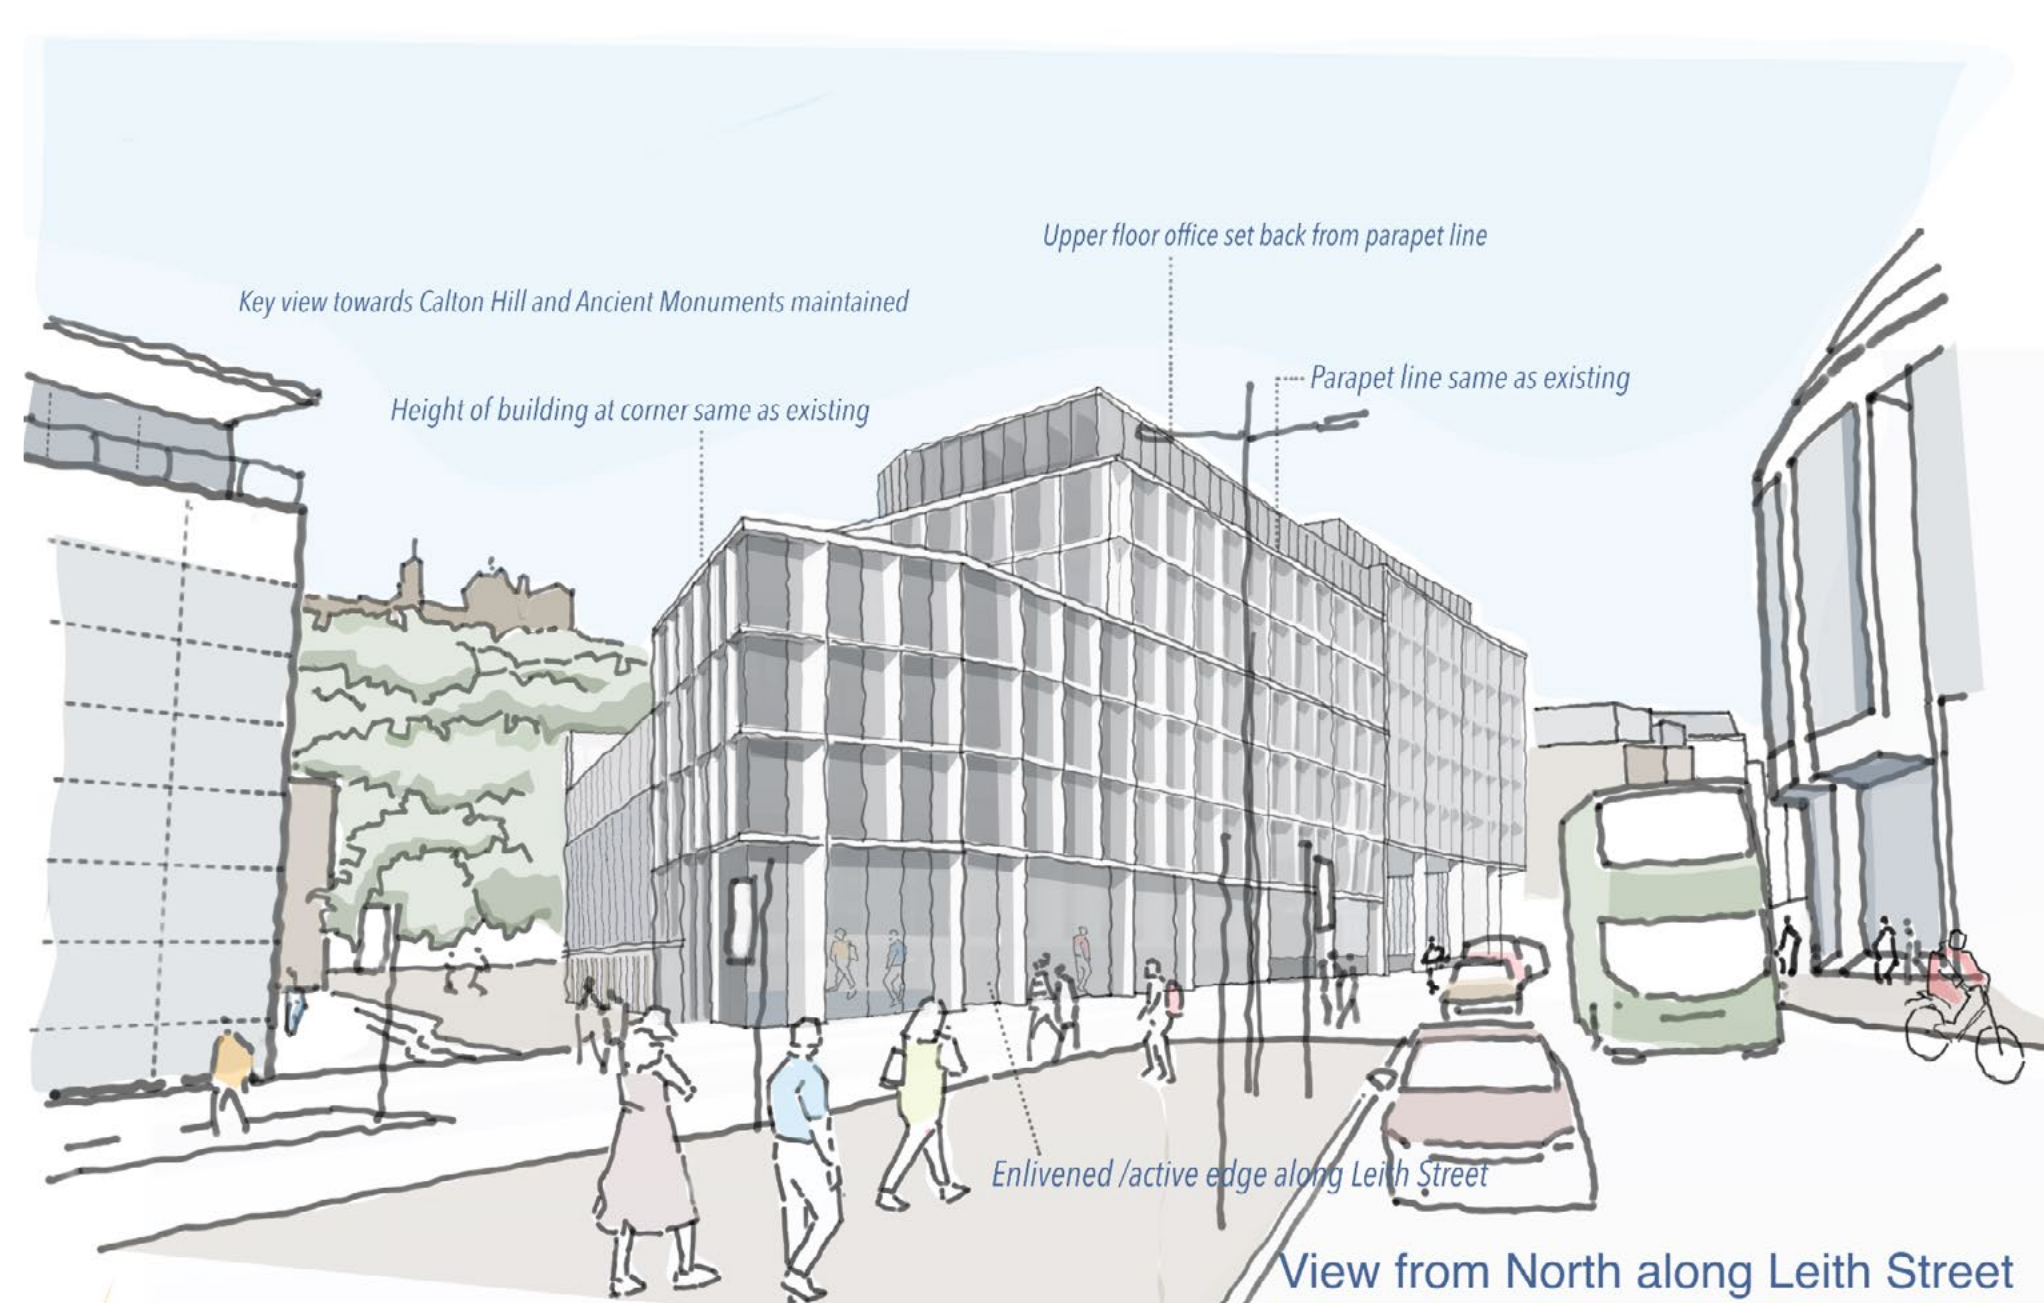 Upper floor office set back from parapet line
Key view towards Calton Hill and Ancient Monuments maintained
Parapet line same as existing
Height of building at corner same as existing
Enlivened /active edge along Leith Street
View from North along Leith Street